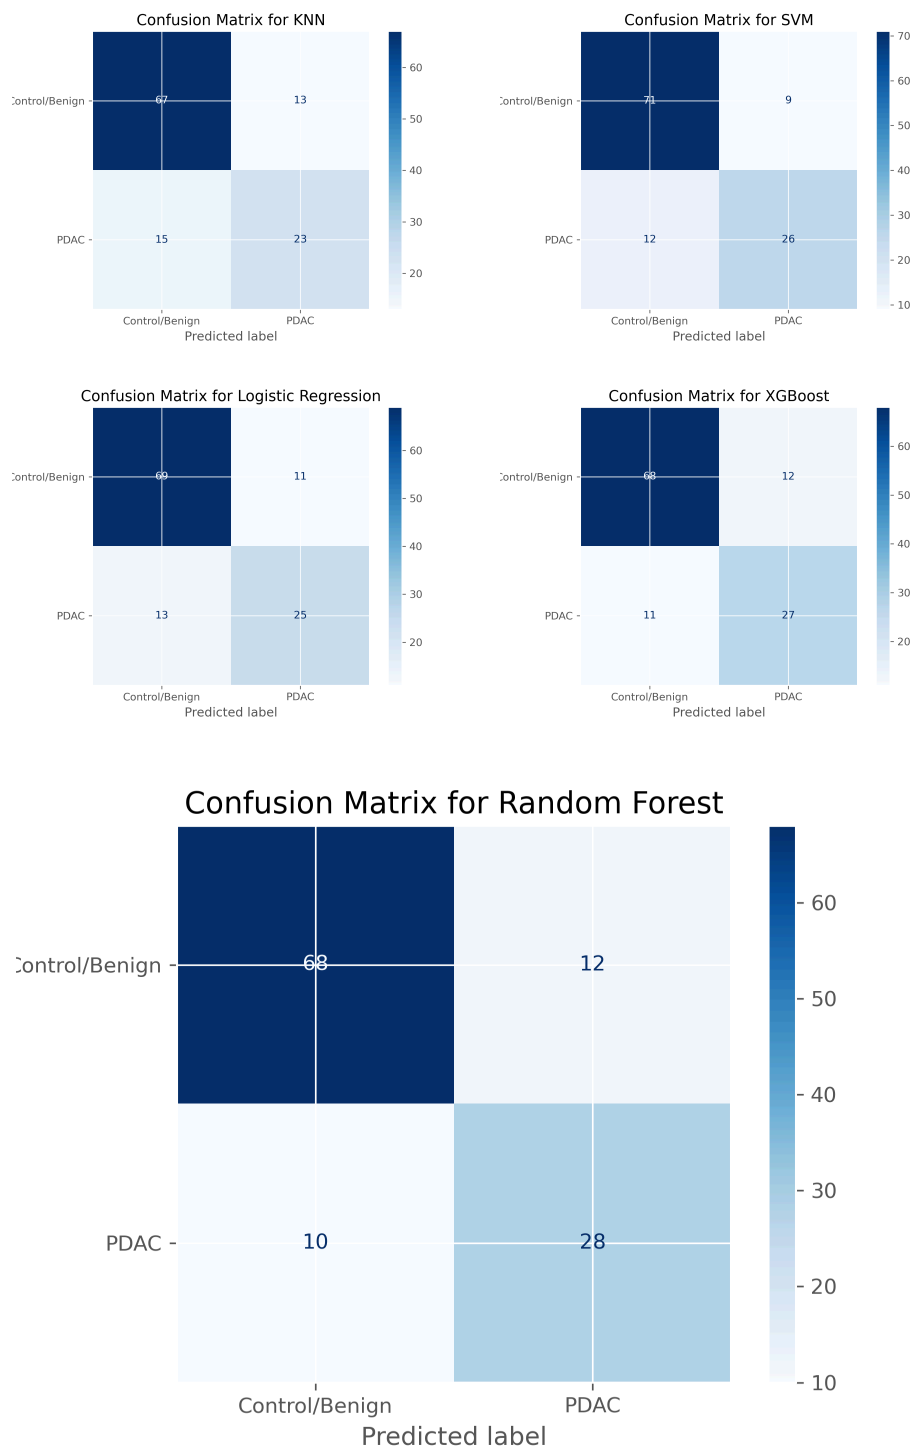 Confusion Matrix for KNN
Control/Benign 67 13
PDAC 15 23
Control/Benign PDAC
Predicted label
60
50
40
30
20
Confusion Matrix for SVM
Control/Benign 71 9
PDAC 12 26
Control/Benign PDAC
Predicted label
70
60
50
40
30
20
10
Confusion Matrix for Logistic Regression
Control/Benign 69 11
PDAC 13 25
Control/Benign PDAC
Predicted label
60
50
40
30
20
Confusion Matrix for XGBoost
Control/Benign 68 12
PDAC 11 27
Control/Benign PDAC
Predicted label
60
50
40
30
20
Confusion Matrix for Random Forest
Control/Benign 68 12
PDAC 10 28
Control/Benign PDAC
Predicted label
60
50
40
30
20
10